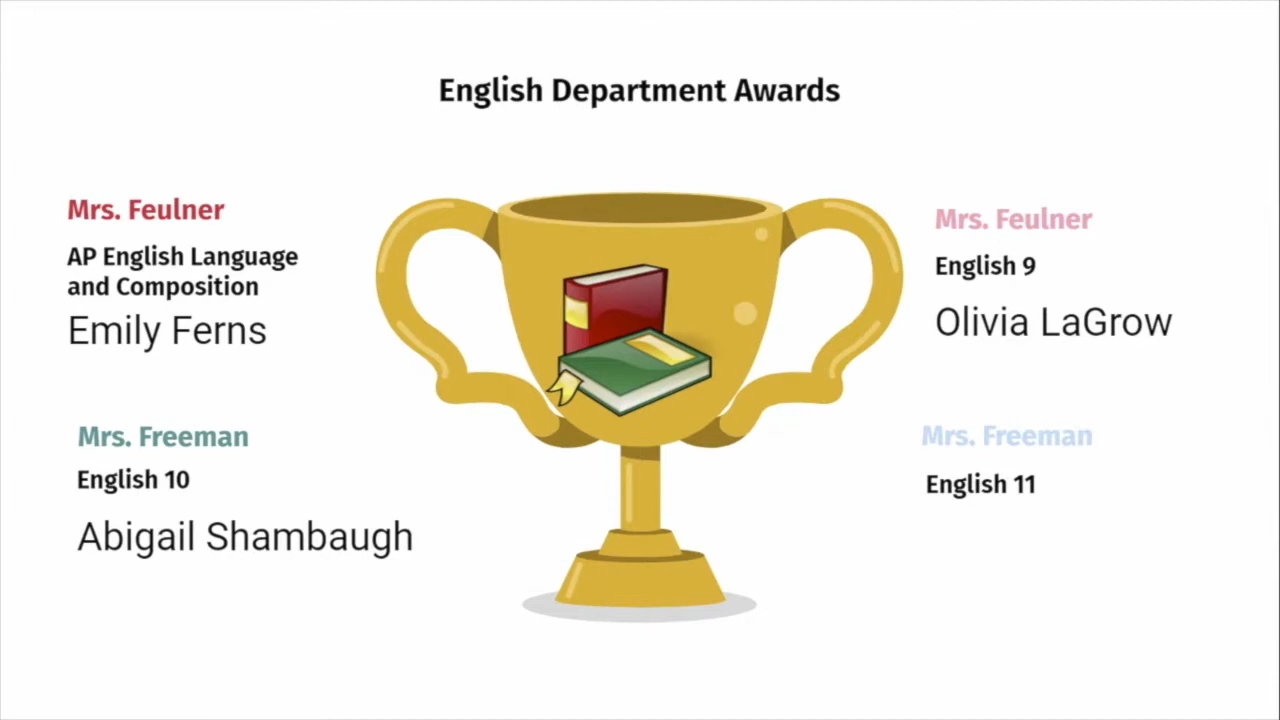 English Department Awards
Mrs. Feulner
AP English Language
and Composition
Emily Ferns
Mrs. Freeman
English 10
Abigail Shambaugh
Mrs. Feulner
English 9
Olivia LaGrow
Mrs. Freeman
English 11